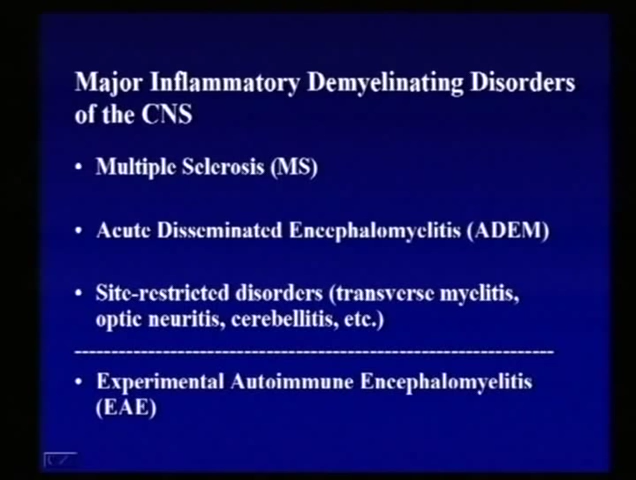 Major Inflammatory Demyelinating Disorders
of the CNS
• Multiple Sclerosis (MS)
• Acute Disseminated Encephalomyelitis (ADEM)
• Site-restricted disorders (transverse myelitis,
optic neuritis, cerebellitis, etc.)
--------------------------------------------------------------------
• Experimental Autoimmune Encephalomyelitis
(EAE)